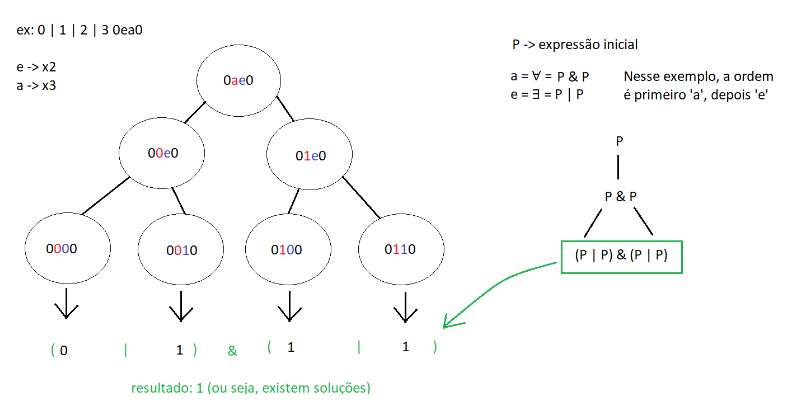 ex: 0 | 1 | 2 | 3 0ea0
e -> x2
a -> x3
0ae0
00e0
01e0
0000
0010
0100
0110
( 0 | 1 ) & ( 1 | 1 )
resultado: 1 (ou seja, existem soluções)
P -> expressão inicial
a = ∀ = P & P
e = ∃ = P | P
Nesse exemplo, a ordem
é primeiro 'a', depois 'e'
P
P & P
(P | P) & (P | P)